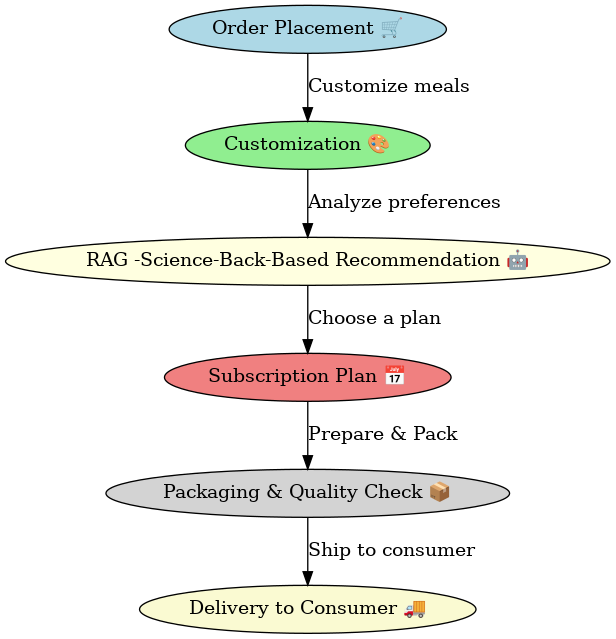 Order Placement 🛒
Customize meals
Customization 🎨
Analyze preferences
RAG -Science-Back-Based Recommendation 🤖
Choose a plan
Subscription Plan 📅
Prepare & Pack
Packaging & Quality Check 📦
Ship to consumer
Delivery to Consumer 🚚